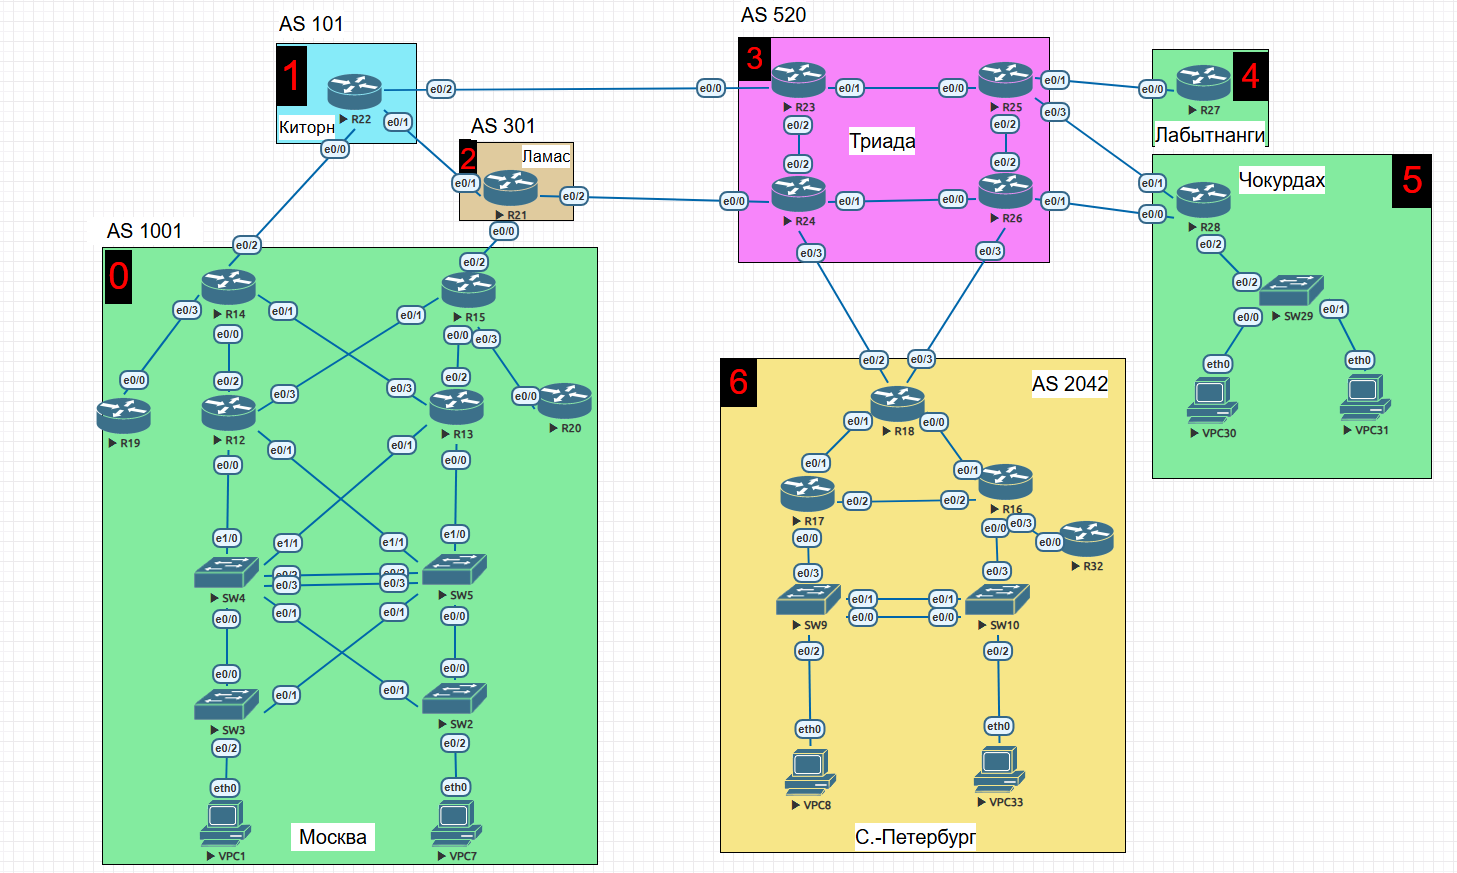 AS 101
1
R22
Киторн
e0/2
e0/1
e0/0
AS 301
2
Ламас
e0/1
R21
e0/2
e0/0
AS 520
3
e0/0
R23
e0/1
e0/2
e0/0
R25
e0/1
e0/3
e0/2
Триада
e0/2
e0/0
R24
e0/1
e0/3
e0/2
e0/0
R26
e0/1
e0/3
4
e0/0
R27
Лабытнанги
5
Чокурдах
e0/1
e0/0
R28
e0/2
e0/2
SW29
e0/0
e0/1
eth0
eth0
VPC30
VPC31
AS 1001
0
e0/2
R14
e0/3
e0/1
e0/0
e0/2
R15
e0/1
e0/0
e0/3
e0/0
R19
e0/2
e0/3
R12
e0/1
e0/0
e0/3
e0/2
R13
e0/1
e0/0
e0/0
R20
e1/0
e1/1
SW4
e0/2
e0/3
e0/1
e0/0
e1/1
e1/0
e0/2
e0/3
SW5
e0/1
e0/0
e0/0
e0/1
SW3
e0/2
e0/1
e0/0
SW2
e0/2
eth0
VPC1
eth0
VPC7
Москва
6
AS 2042
e0/2
e0/3
R18
e0/1
e0/0
e0/1
R17
e0/2
e0/0
e0/1
R16
e0/2
e0/0
e0/3
e0/0
R32
e0/3
SW9
e0/1
e0/0
e0/2
e0/3
SW10
e0/1
e0/0
e0/2
eth0
VPC8
eth0
VPC33
С.-Петербург